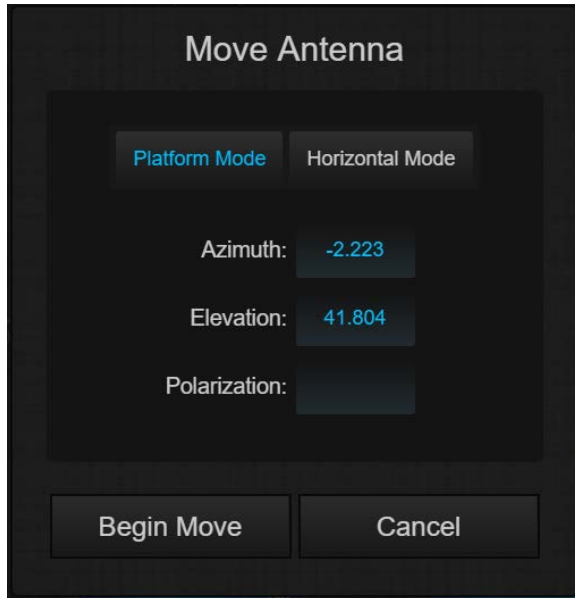 Move Antenna
Platform Mode Horizontal Mode
Azimuth: -2.223
Elevation: 41.804
Polarization:
Begin Move Cancel